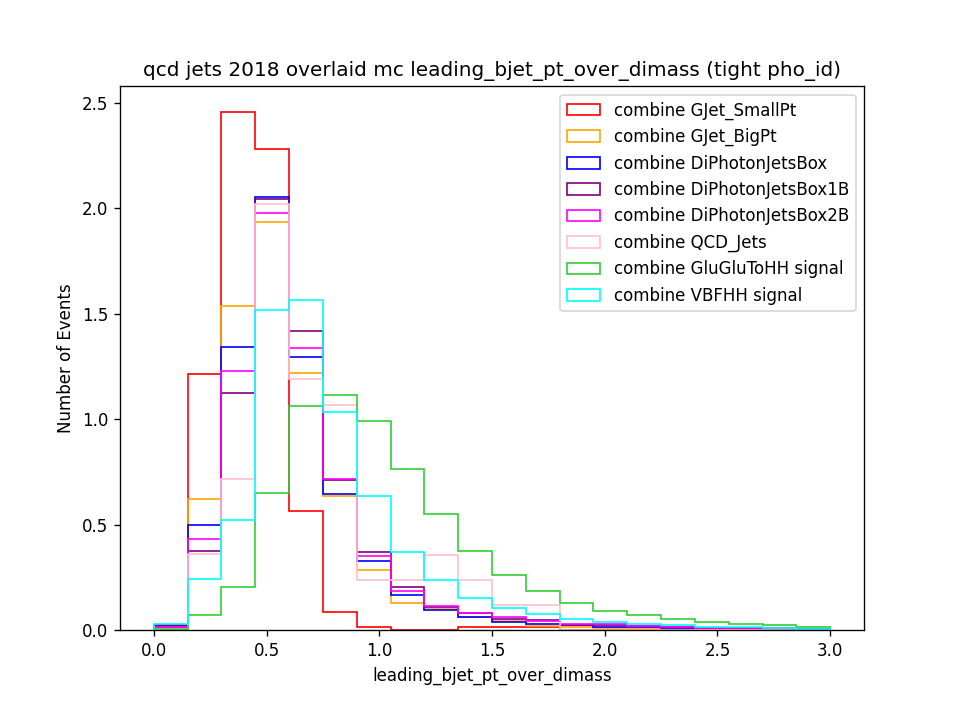 qcd jets 2018 overlaid mc leading_bjet_pt_over_dimass (tight pho_id)
combine GJet_SmallPt
combine GJet_BigPt
combine DiPhotonJetsBox
combine DiPhotonJetsBox1B
combine DiPhotonJetsBox2B
combine QCD_Jets
combine GluGluToHH signal
combine VBFHH signal
Number of Events
2.5
2.0
1.5
1.0
0.5
0.0
0.0 0.5 1.0 1.5 2.0 2.5 3.0
leading_bjet_pt_over_dimass